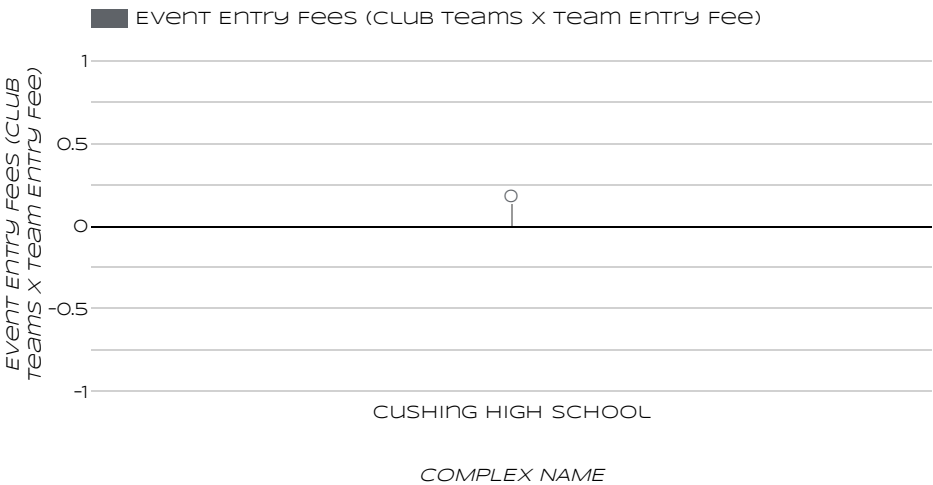 Event Entry Fees (Club Teams x Team Entry Fee)
Event Entry Fees (Club
Teams x Team Entry Fee)
1
0.5
0
0
-0.5
-1
Cushing High School
Complex Name